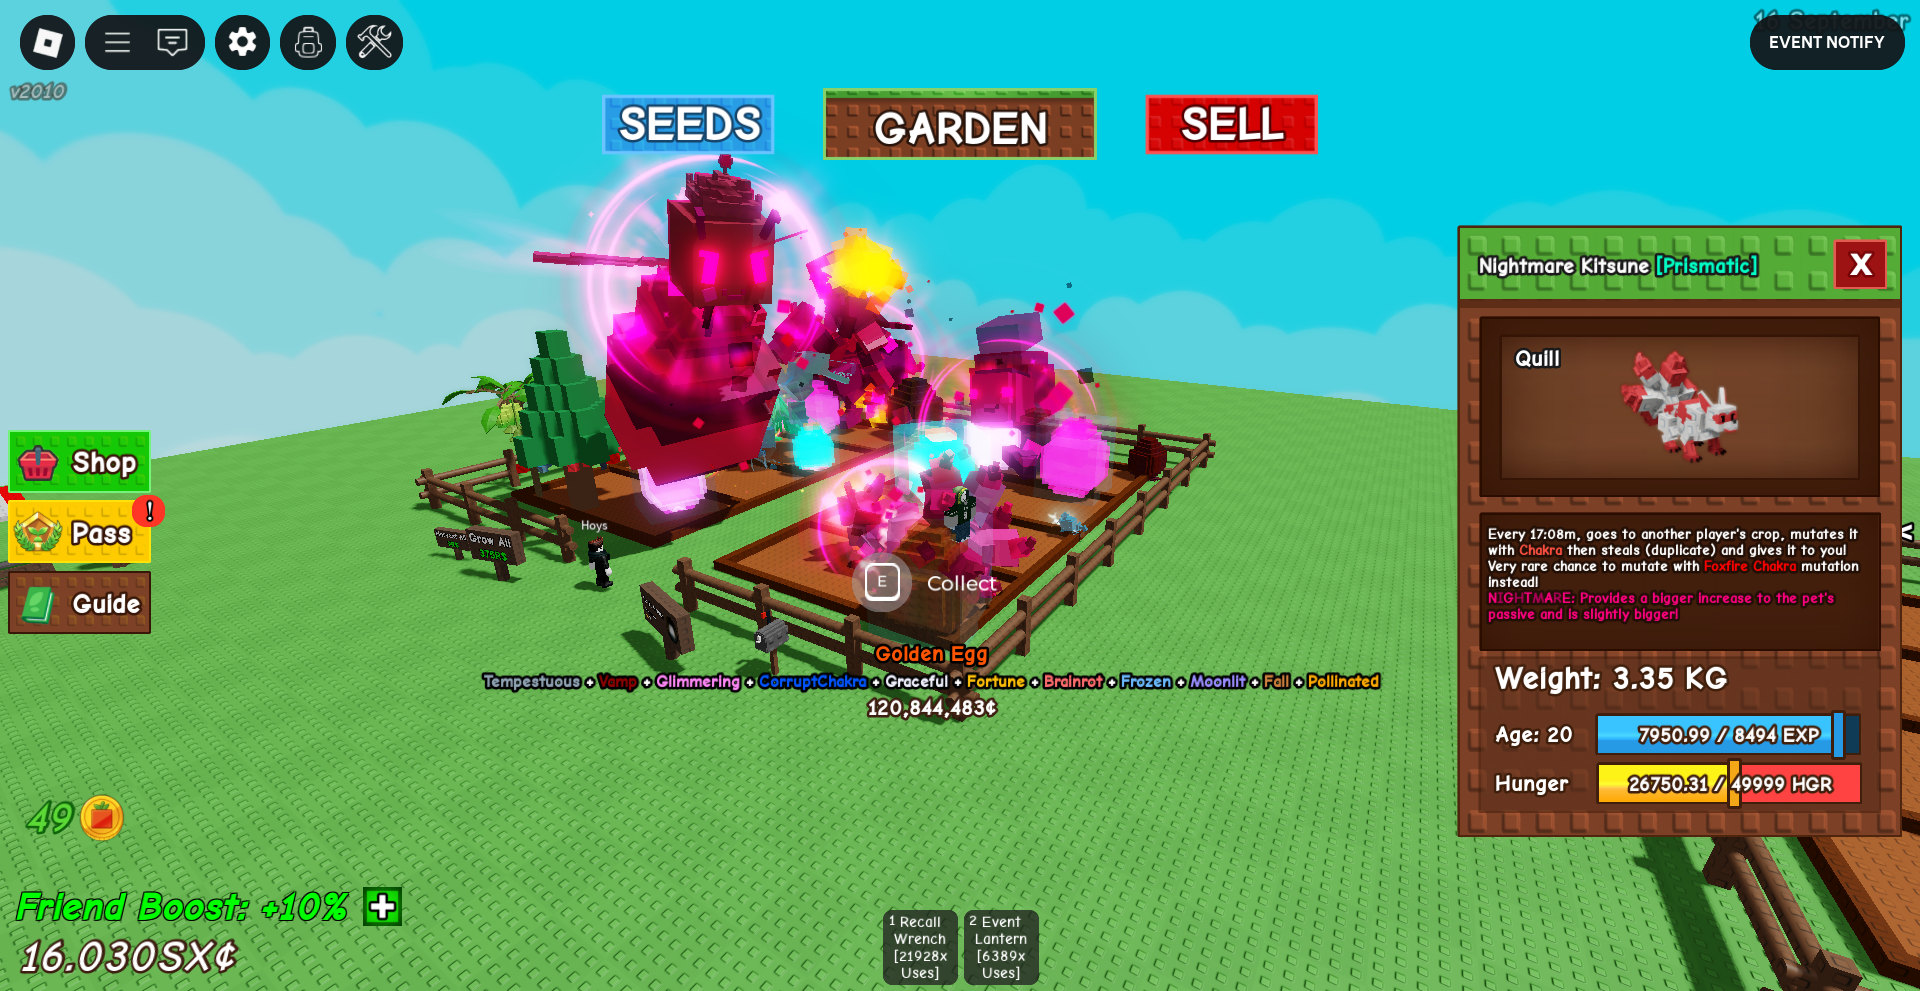 16 September
EVENT NOTIFY
v2010
SEEDS
GARDEN
SELL
Nightmare Kitsune [Prismatic]
X
Quill
Every 17:08m, goes to another player's crop, mutates it
with Chakra then steals (duplicate) and gives it to you!
Very rare chance to mutate with Foxfire Chakra mutation
instead!
NIGHTMARE: Provides a bigger increase to the pet's
passive and is slightly bigger!
Weight: 3.35 KG
Age: 20
7950.99 / 8494 EXP
Hunger
26750.31 / 49999 HGR
Shop
Pass
!
Guide
Grow All
Hoys
E
Collect
Golden Egg
Tempestuous + Vamp + Glimmering + CorruptChakra + Graceful + Fortune + Brainrot + Frozen + Moonlit + Fall + Pollinated
120,844,483¢
49
Friend Boost: +10%
16.030SX¢
1 Recall
Wrench
[21928x
Uses]
2 Event
Lantern
[6389x
Uses]